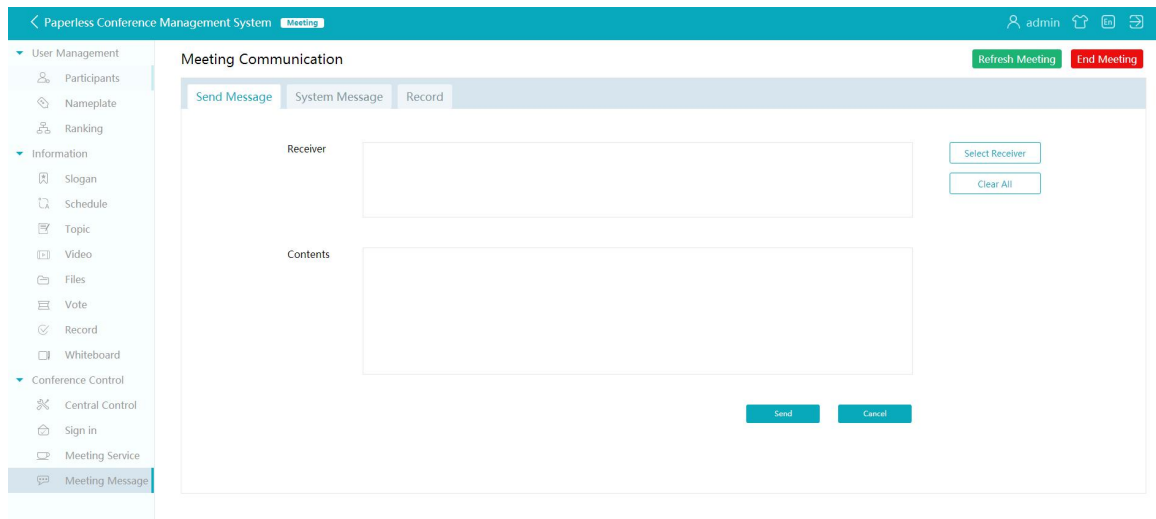 Paperless Conference Management System Meeting admin En
User Management
Participants
Nameplate
Ranking
Information
Slogan
Schedule
Topic
Video
Files
Vote
Record
Whiteboard
Conference Control
Central Control
Sign in
Meeting Service
Meeting Message
Meeting Communication Refresh Meeting End Meeting
Send Message System Message Record
Receiver Select Receiver
Clear All
Contents
Send Cancel